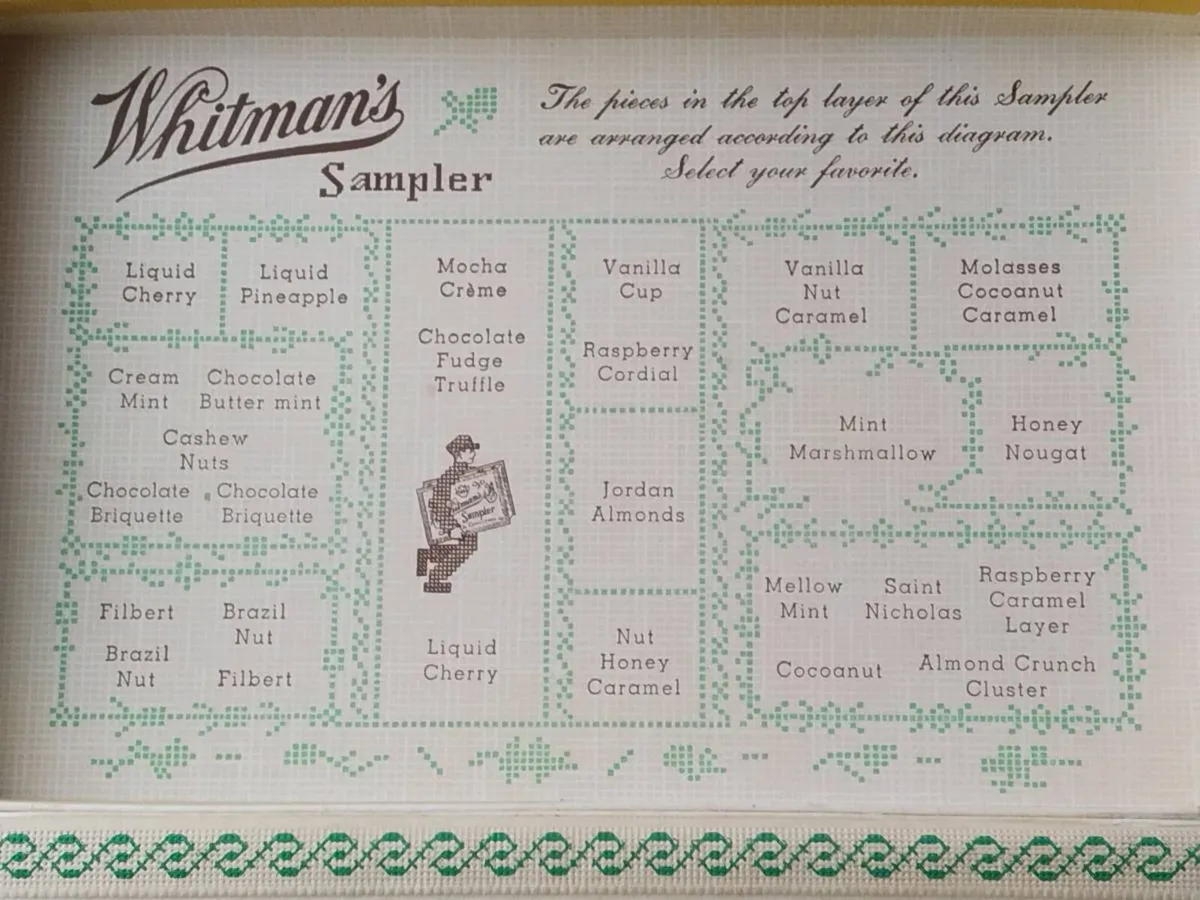 Whitman's
Sampler
The pieces in the top layer of this Sampler
are arranged according to this diagram.
Select your favorite.
Liquid
Cherry
Liquid
Pineapple
Cream
Mint
Chocolate
Butter mint
Cashew
Nuts
Chocolate
Briquette
Chocolate
Briquette
Filbert
Brazil
Nut
Brazil
Nut
Filbert
Mocha
Crème
Chocolate
Fudge
Truffle
Whitman's
Sampler
Liquid
Cherry
Vanilla
Cup
Raspberry
Cordial
Jordan
Almonds
Nut
Honey
Caramel
Vanilla
Nut
Caramel
Molasses
Cocoanut
Caramel
Mint
Marshmallow
Honey
Nougat
Mellow
Mint
Saint
Nicholas
Raspberry
Caramel
Layer
Cocoanut
Almond Crunch
Cluster